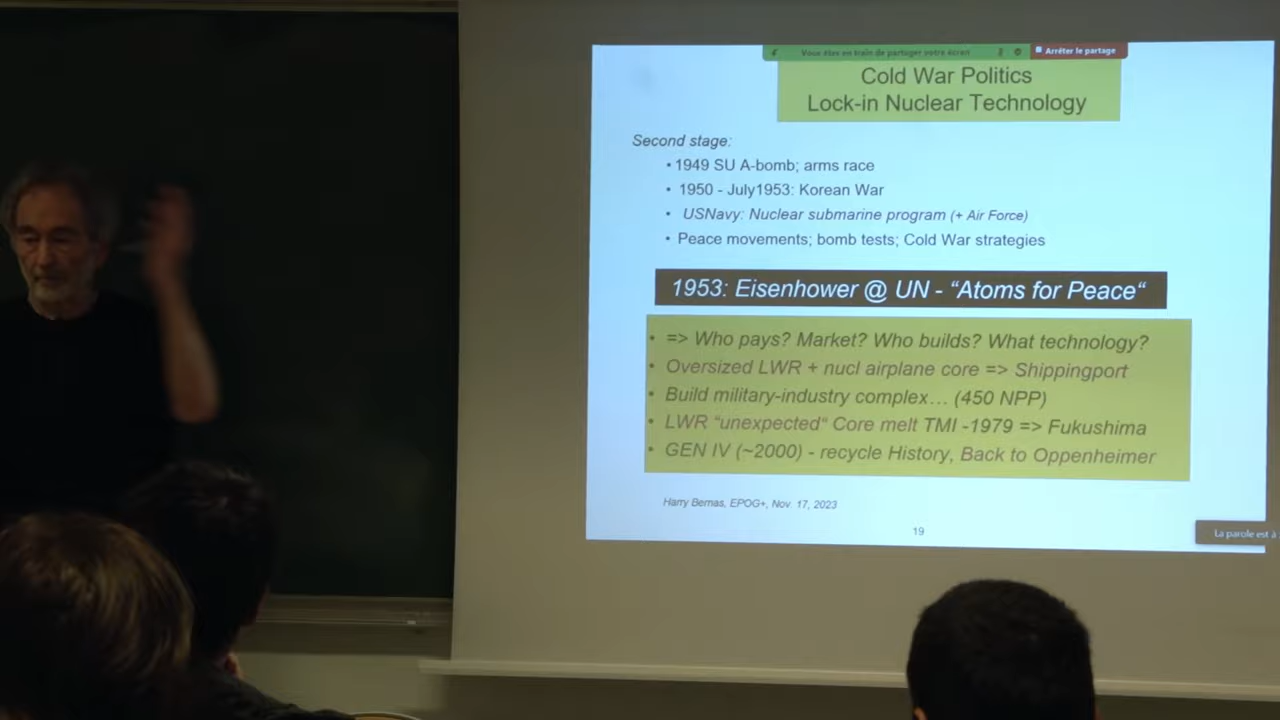 Vous êtes en train de partager votre écran
Arrêter le partage
Cold War Politics
Lock-in Nuclear Technology
Second stage:
• 1949 SU A-bomb; arms race
• 1950 - July1953: Korean War
• USNavy: Nuclear submarine program (+ Air Force)
• Peace movements; bomb tests; Cold War strategies
1953: Eisenhower @ UN - “Atoms for Peace“
• => Who pays? Market? Who builds? What technology?
• Oversized LWR + nucl airplane core => Shippingport
• Build military-industry complex… (450 NPP)
• LWR “unexpected“ Core melt TMI -1979 => Fukushima
• GEN IV (~2000) - recycle History, Back to Oppenheimer
Harry Bernas, EPOG+, Nov. 17, 2023
19
La parole est à